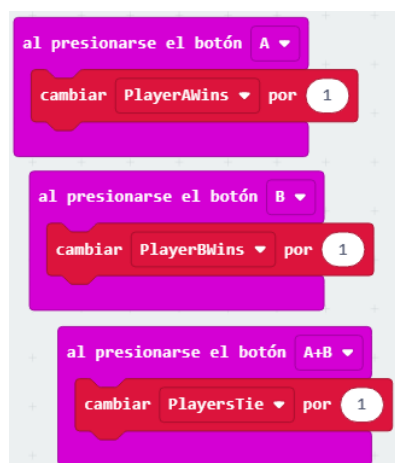 al presionarse el botón A
cambiar PlayerAWins por 1
al presionarse el botón B
cambiar PlayerBWins por 1
al presionarse el botón A+B
cambiar PlayersTie por 1